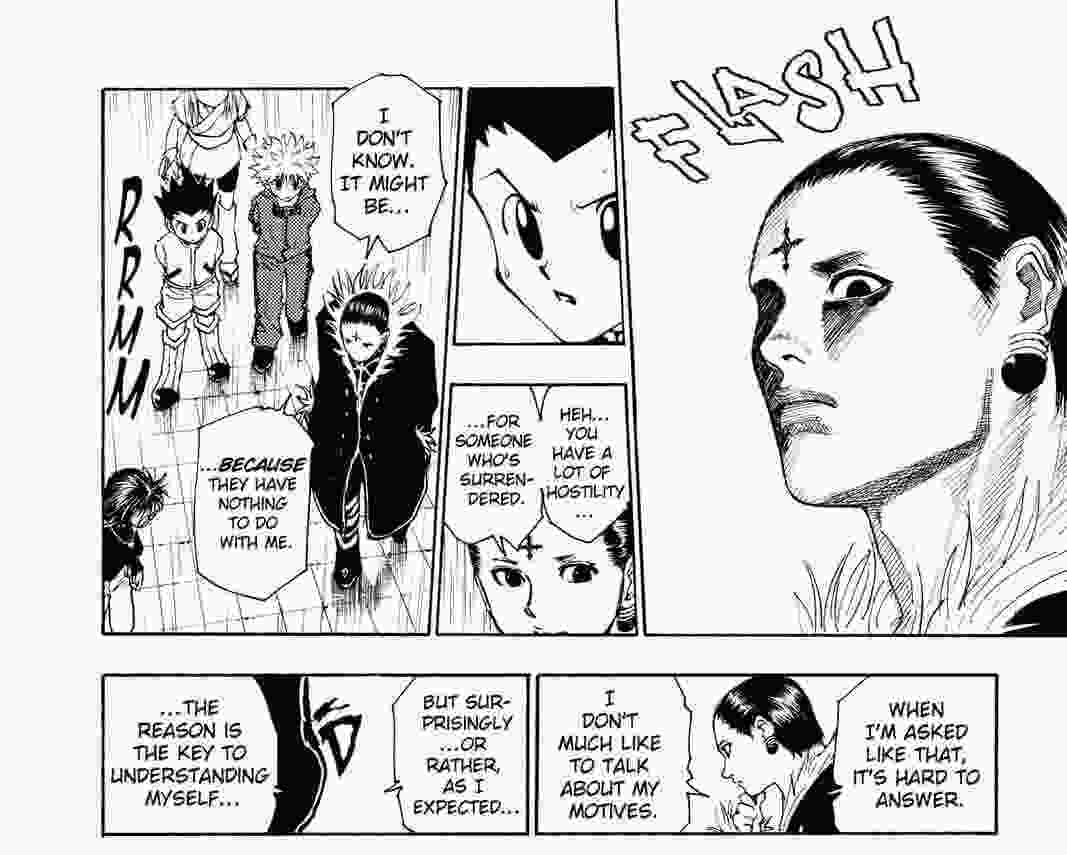 FLASH
HEH...
YOU
HAVE A
LOT OF
HOSTILITY
...
...FOR
SOMEONE
WHO'S
SURREN-
DERED.
I
DON'T
KNOW.
IT MIGHT
BE...
RRMM
...BECAUSE
THEY HAVE
NOTHING
TO DO
WITH ME.
WHEN
I'M ASKED
LIKE THAT,
IT'S HARD TO
ANSWER.
I
DON'T
MUCH LIKE
TO TALK
ABOUT MY
MOTIVES.
BUT SUR-
PRISINGLY
...OR
RATHER,
AS I
EXPECTED...
...THE
REASON IS
THE KEY TO
UNDERSTANDING
MYSELF...